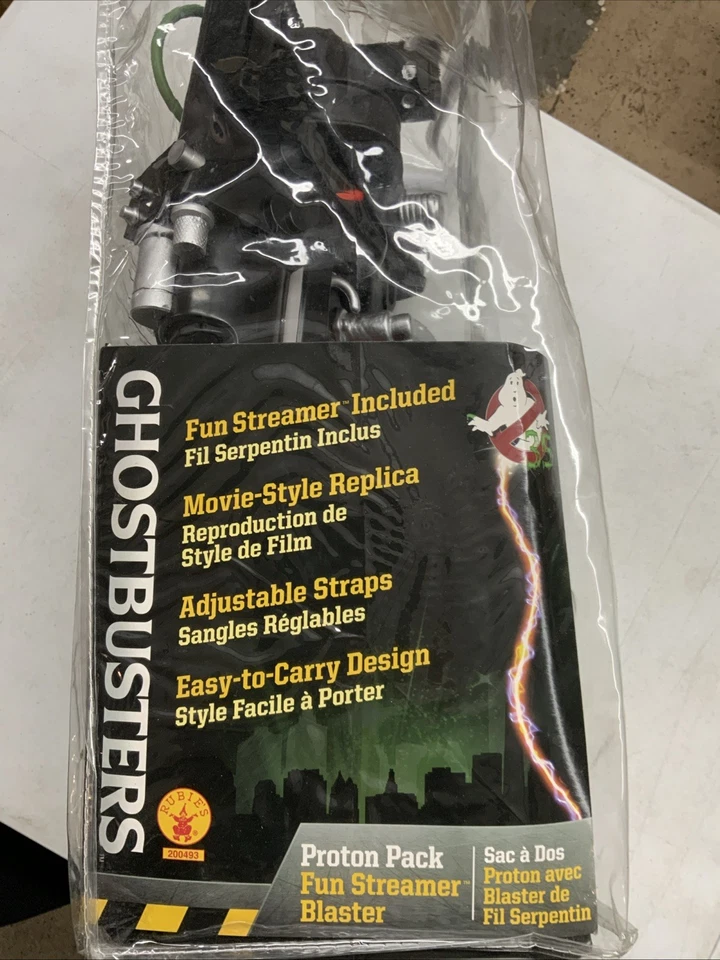 GHOSTBUSTERS
Fun Streamer™ Included
Fil Serpentin Inclus
Movie-Style Replica
Reproduction de
Style de Film
Adjustable Straps
Sangles Réglables
Easy-to-Carry Design
Style Facile à Porter
35
RUBIE'S
®
200493
Proton Pack
Fun Streamer™
Blaster
Sac à Dos
Proton avec
Blaster de
Fil Serpentin